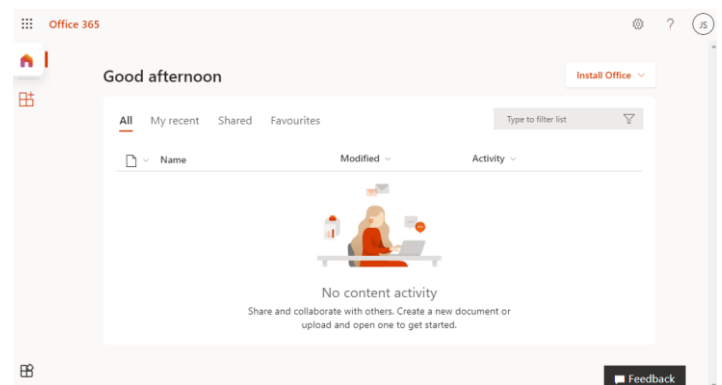 Office 365
?
JS
Good afternoon
Install Office
All My recent Shared Favourites
Type to filter list
Name Modified Activity
No content activity
Share and collaborate with others. Create a new document or
upload and open one to get started.
Feedback